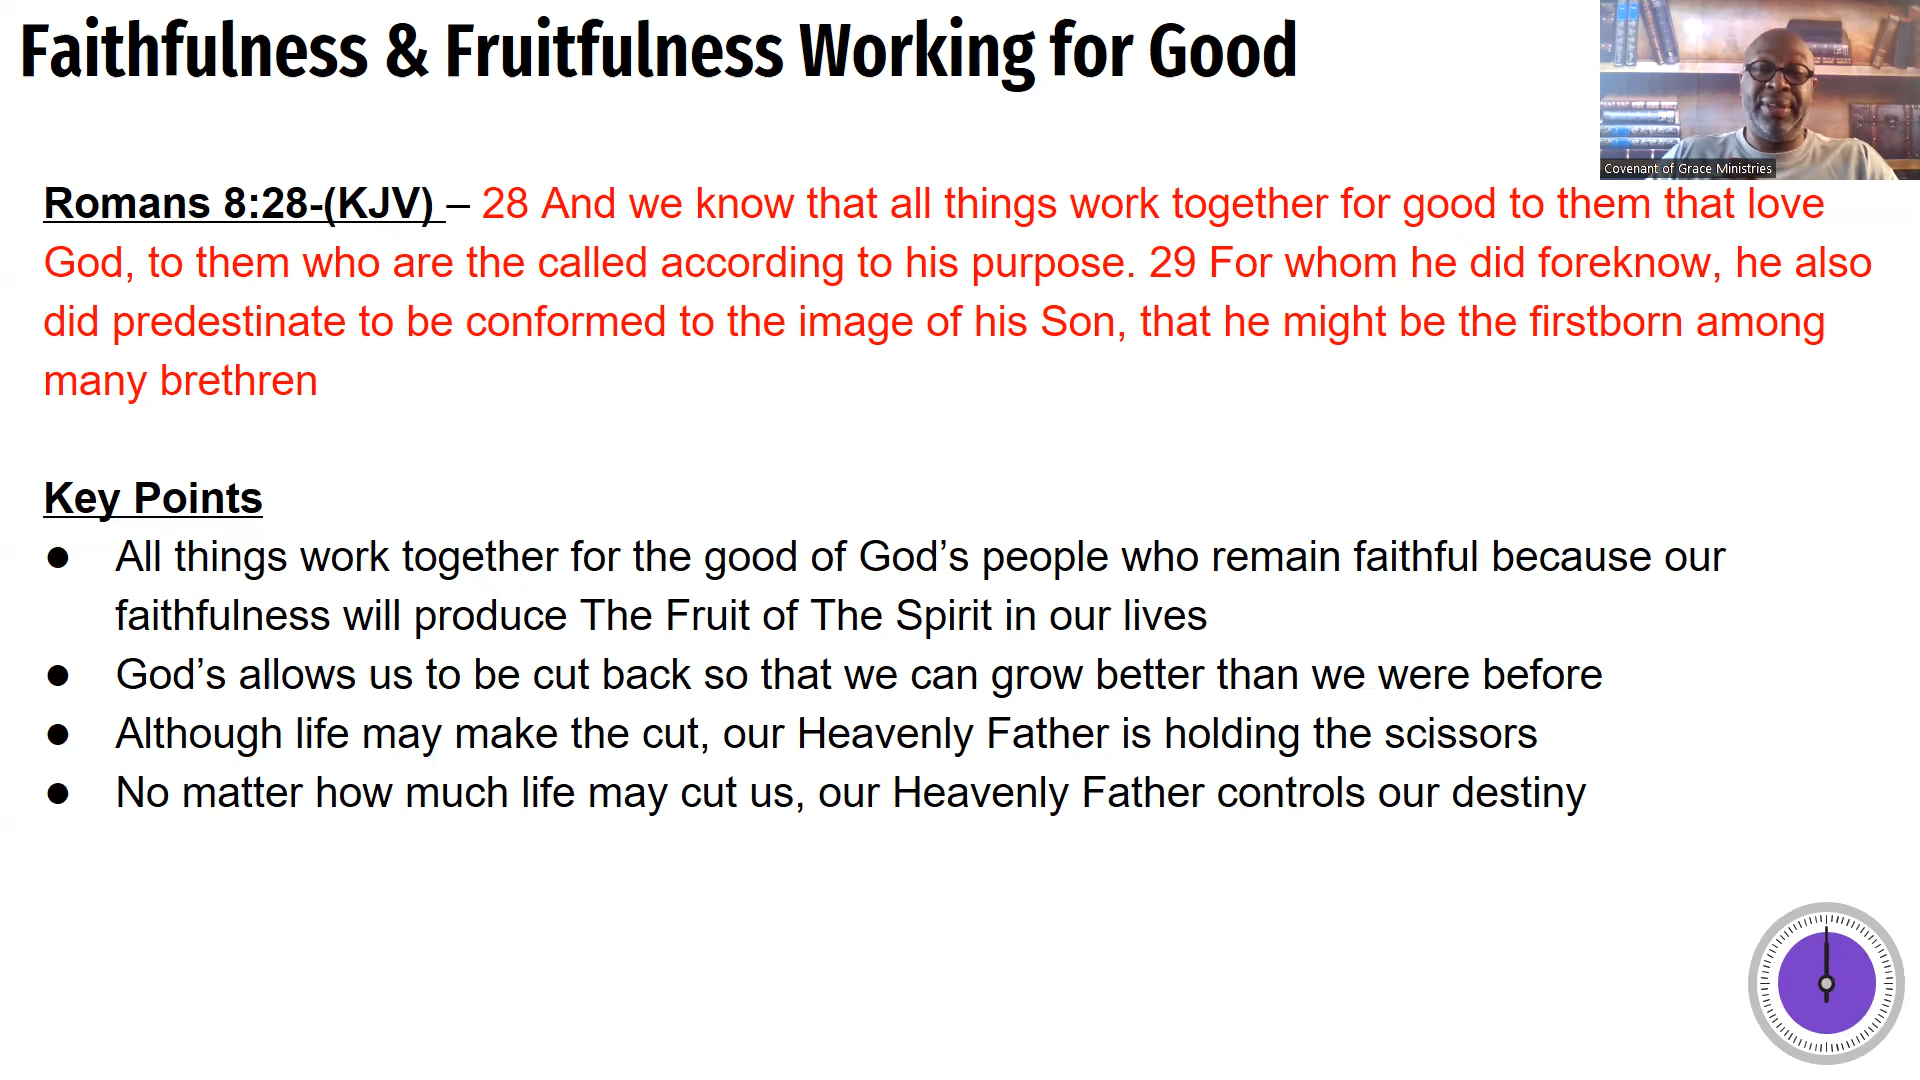 Faithfulness & Fruitfulness Working for Good
Covenant of Grace Ministries
Romans 8:28-(KJV) – 28 And we know that all things work together for good to them that love
God, to them who are the called according to his purpose. 29 For whom he did foreknow, he also
did predestinate to be conformed to the image of his Son, that he might be the firstborn among
many brethren
Key Points
● All things work together for the good of God’s people who remain faithful because our
faithfulness will produce The Fruit of The Spirit in our lives
● God’s allows us to be cut back so that we can grow better than we were before
● Although life may make the cut, our Heavenly Father is holding the scissors
● No matter how much life may cut us, our Heavenly Father controls our destiny